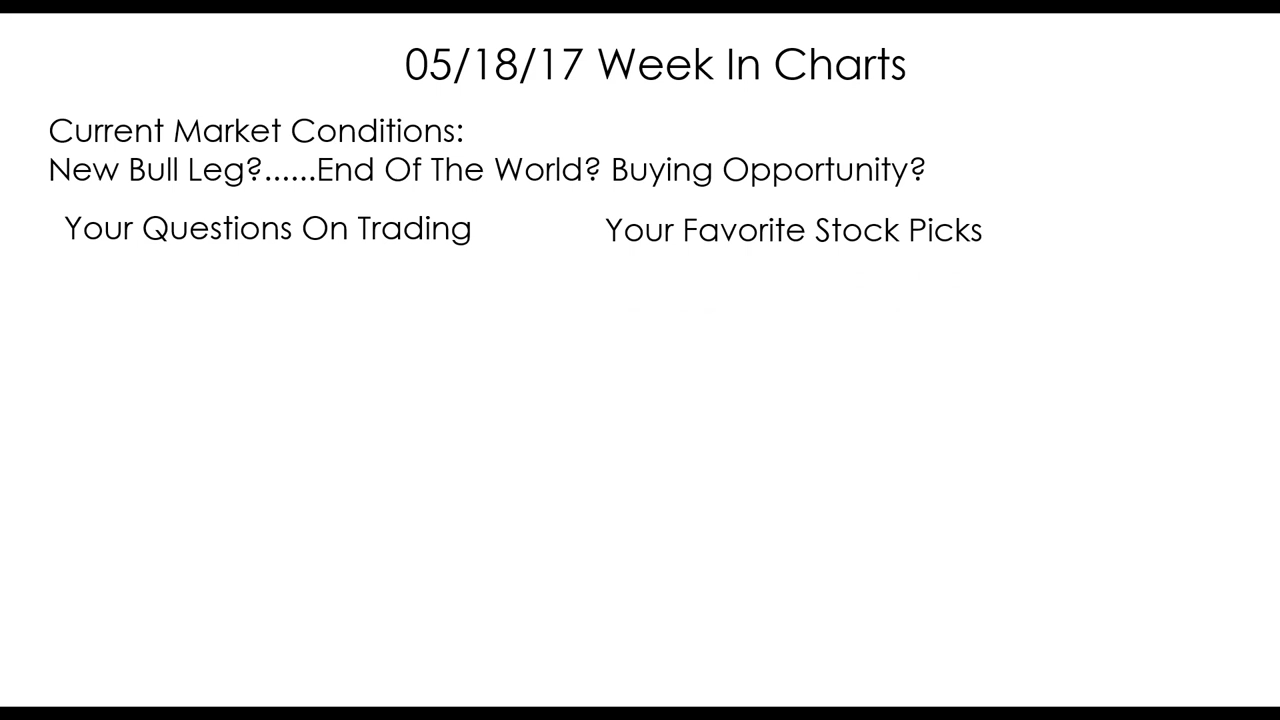 05/18/17 Week In Charts
Current Market Conditions:
New Bull Leg?......End Of The World? Buying Opportunity?
Your Questions On Trading
Your Favorite Stock Picks